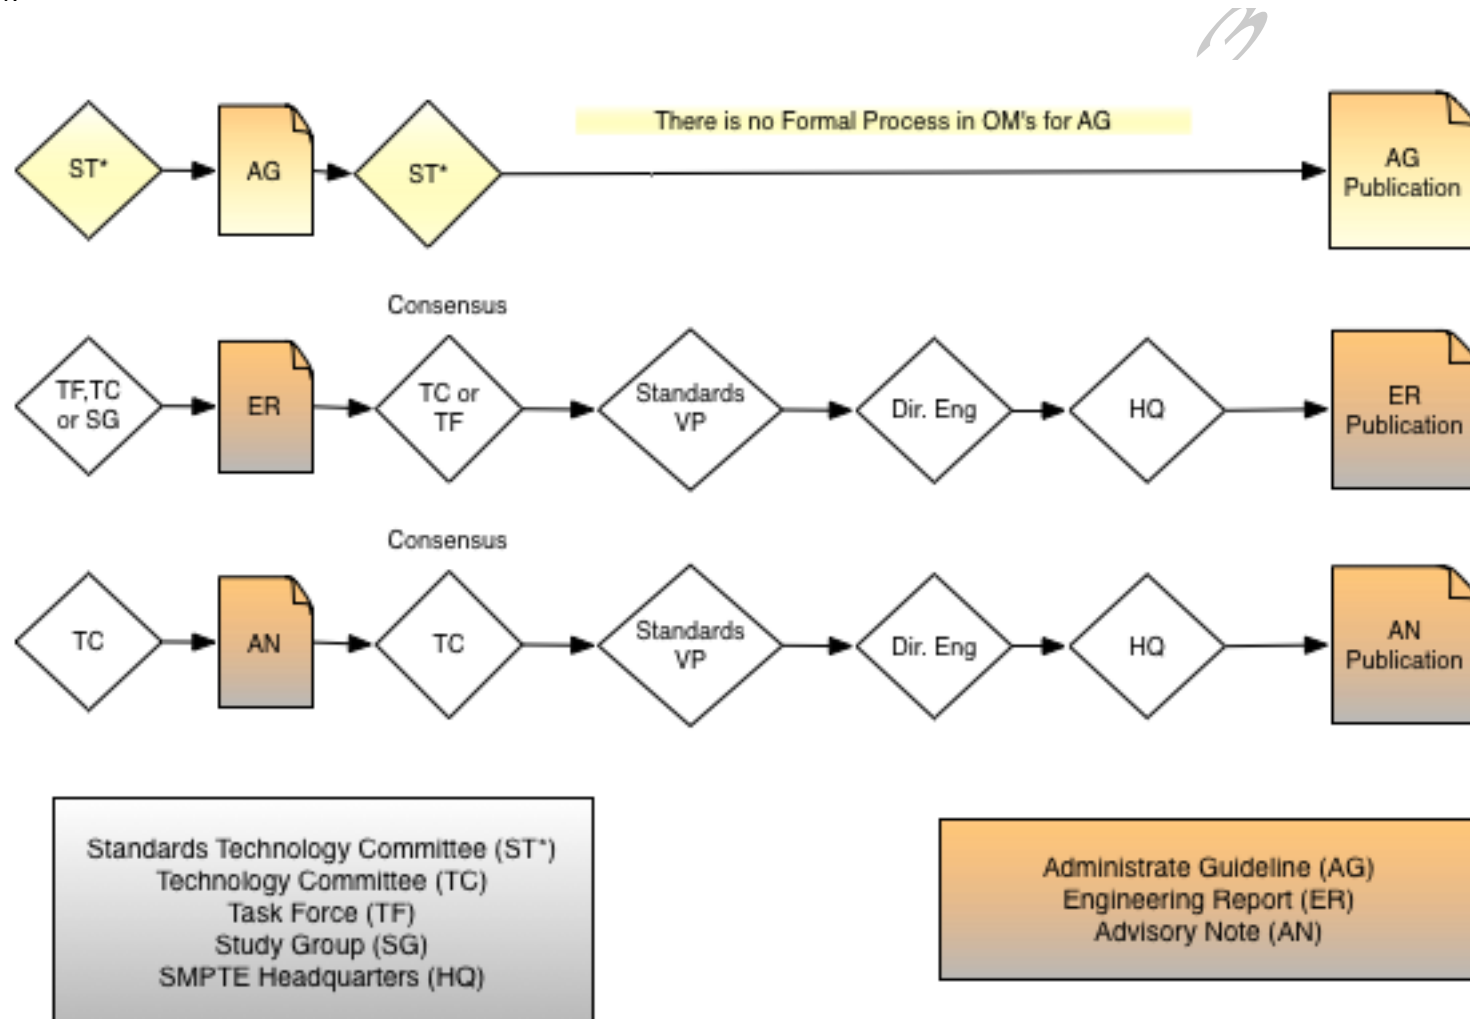 There is no Formal Process in OM's for AG
ST*
AG
ST*
AG
Publication
Consensus
TF,TC
or SG
ER
TC or
TF
Standards
VP
Dir. Eng
HQ
ER
Publication
Consensus
TC
AN
TC
Standards
VP
Dir. Eng
HQ
AN
Publication
Standards Technology Committee (ST*)
Technology Committee (TC)
Task Force (TF)
Study Group (SG)
SMPTE Headquarters (HQ)
Administrate Guideline (AG)
Engineering Report (ER)
Advisory Note (AN)